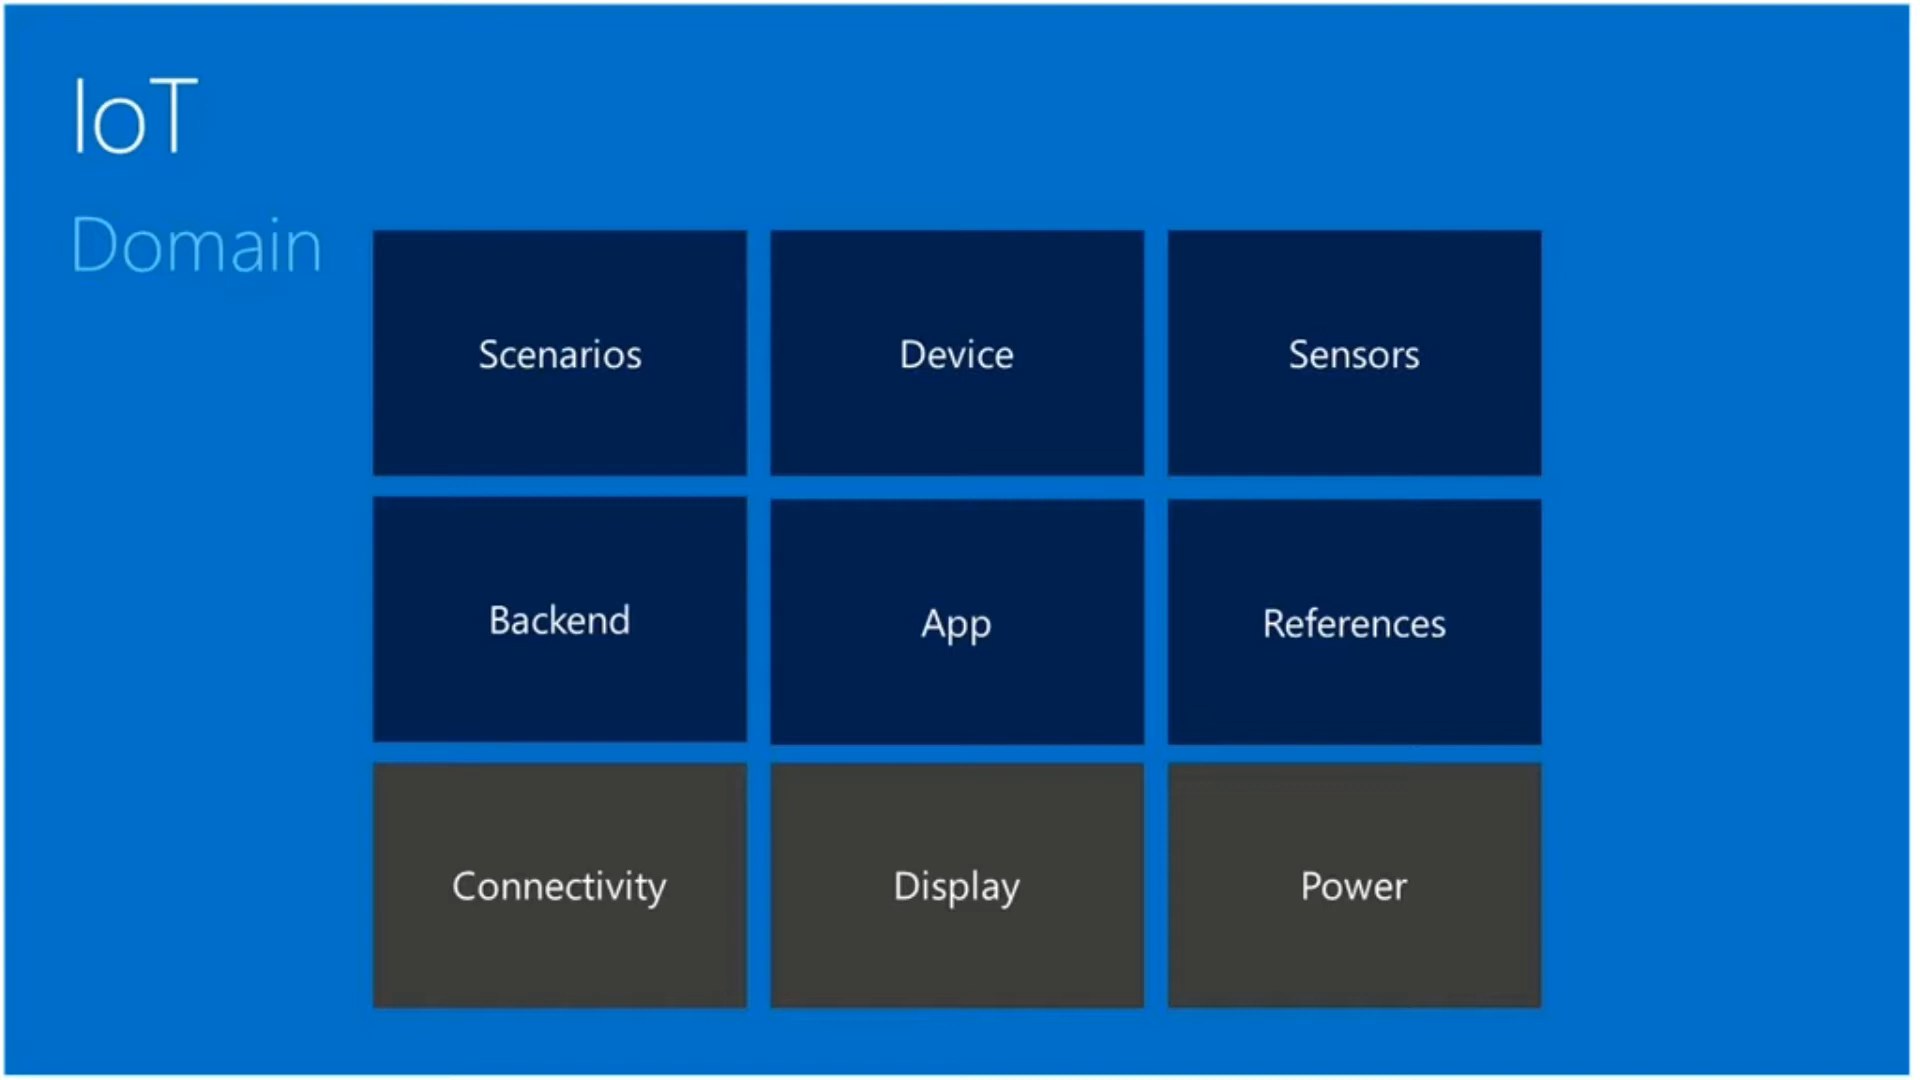 IoT
Domain
Scenarios
Device
Sensors
Backend
App
References
Connectivity
Display
Power